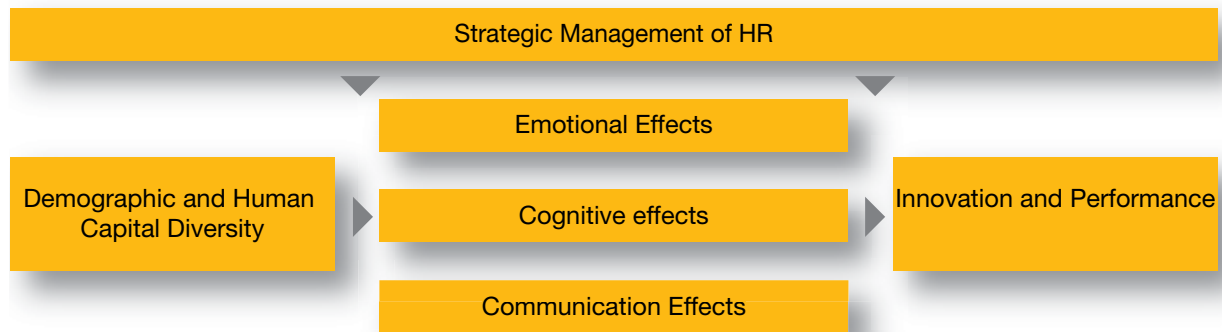 Strategic Management of HR
Emotional Effects
Demographic and Human
Capital Diversity
Cognitive effects
Innovation and Performance
Communication Effects